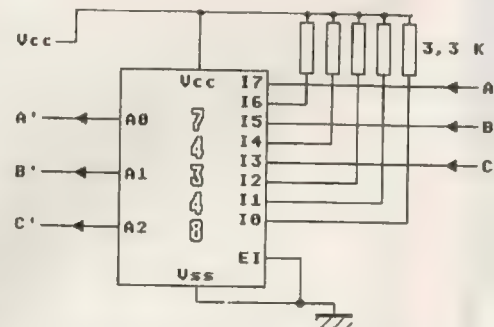 Vcc
3,3 K
Vcc
I7
A
I6
A'
A0
7
I5
B
4
I4
I3
C
B'
A1
3
I2
4
I1
C'
A2
8
I0
EI
Vss